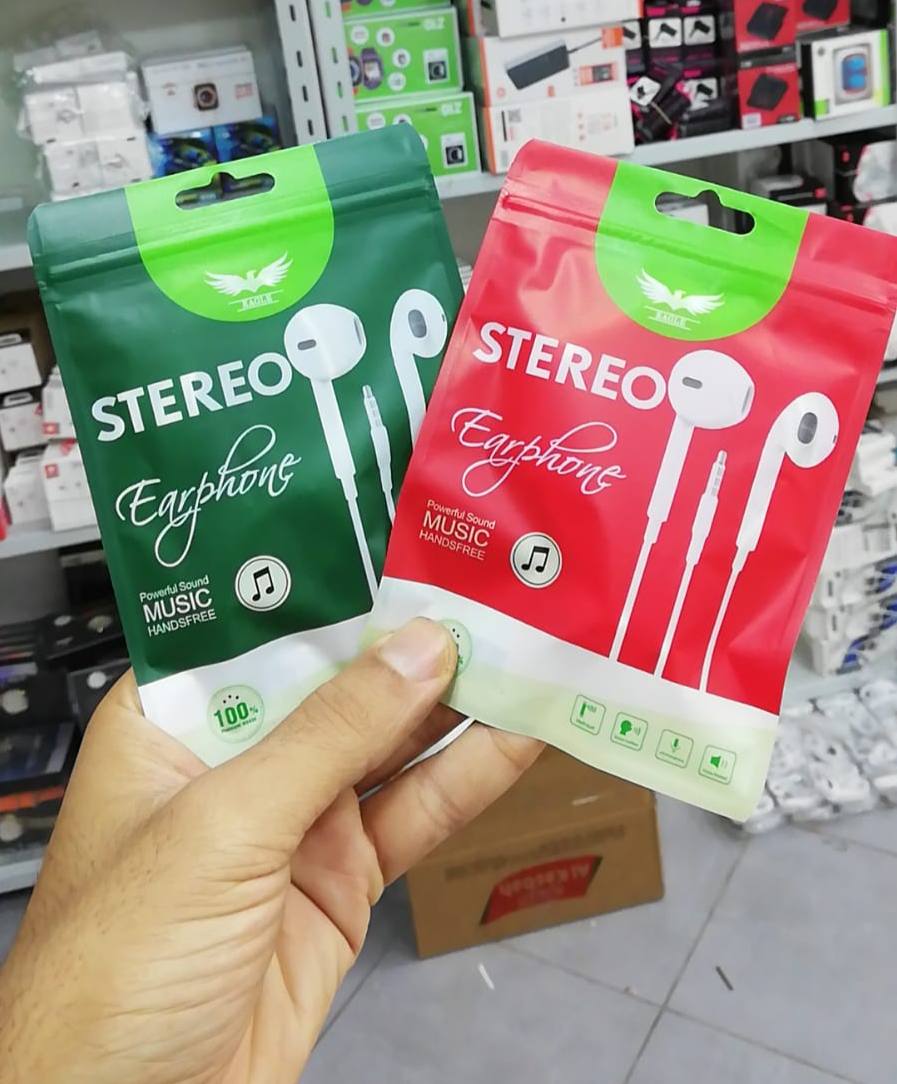 EAGLE
STEREO
Earphone
Powerful Sound
MUSIC
HANDSFREE
100%
EAGLE
STEREO
Earphone
Powerful Sound
MUSIC
HANDSFREE